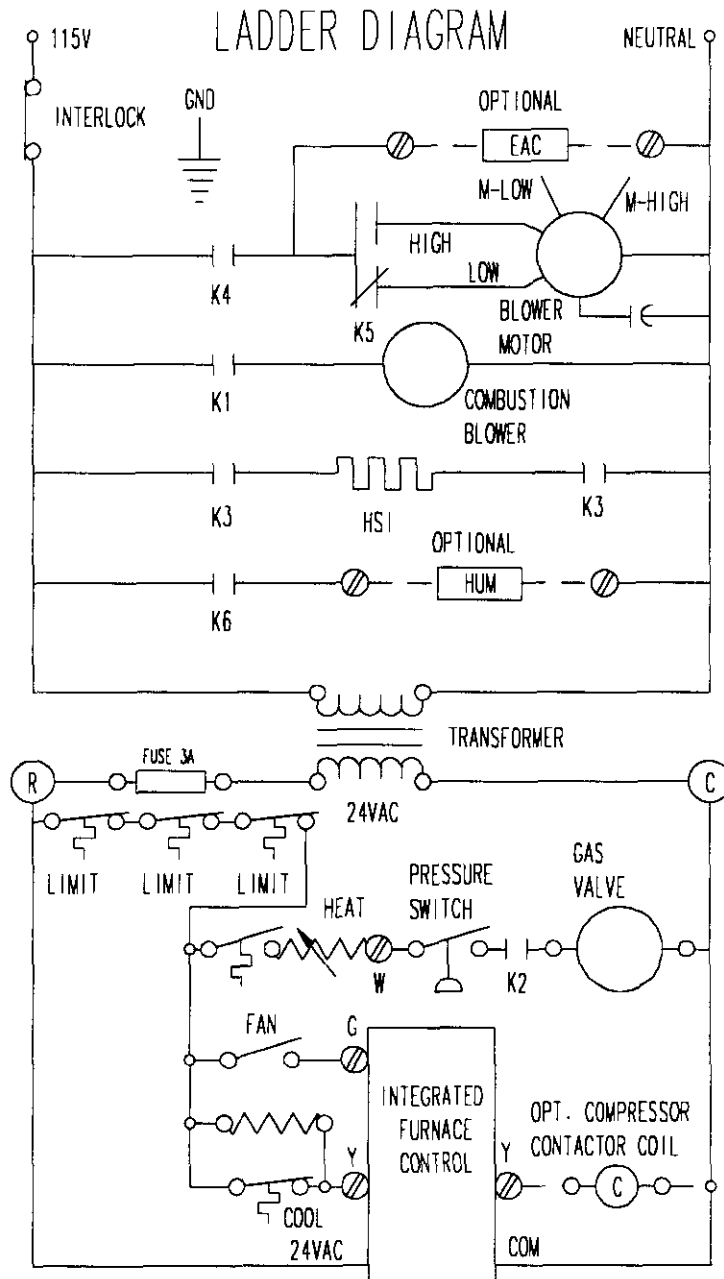 LADDER DIAGRAM
115V
NEUTRAL
INTERLOCK
GND
OPTIONAL
EAC
M-LOW
M-HIGH
HIGH
LOW
K4
K5
BLOWER
MOTOR
K1
COMBUSTION
BLOWER
K3
HSI
K3
OPTIONAL
HUM
K6
TRANSFORMER
R
FUSE 3A
C
24VAC
LIMIT
LIMIT
LIMIT
HEAT
PRESSURE
SWITCH
GAS
VALVE
W
K2
FAN
G
INTEGRATED
FURNACE
CONTROL
OPT. COMPRESSOR
CONTACTOR COIL
Y
Y
C
COOL
24VAC
COM